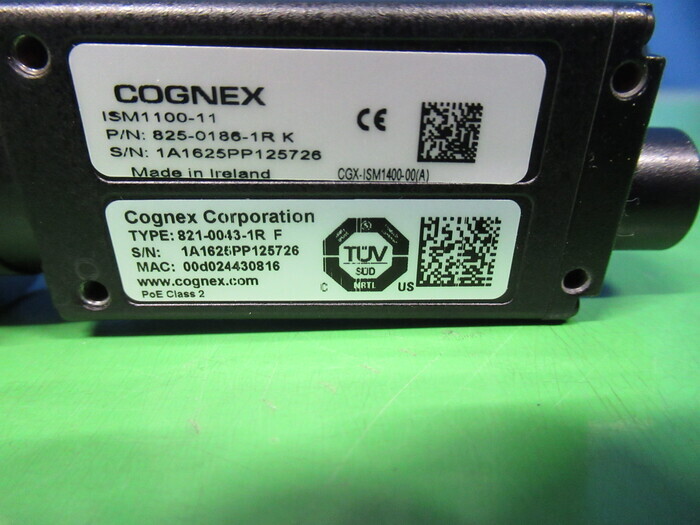 COGNEX
ISM1100-11
P/N: 825-0186-1R K
S/N: 1A1625PP125726
Made in Ireland
CE
CGX-ISM1400-00(A)
Cognex Corporation
TYPE: 821-0043-1R F
S/N: 1A1625PP125726
MAC: 00d024430816
www.cognex.com
PoE Class 2
TÜV
SÜD
NRTL
C US